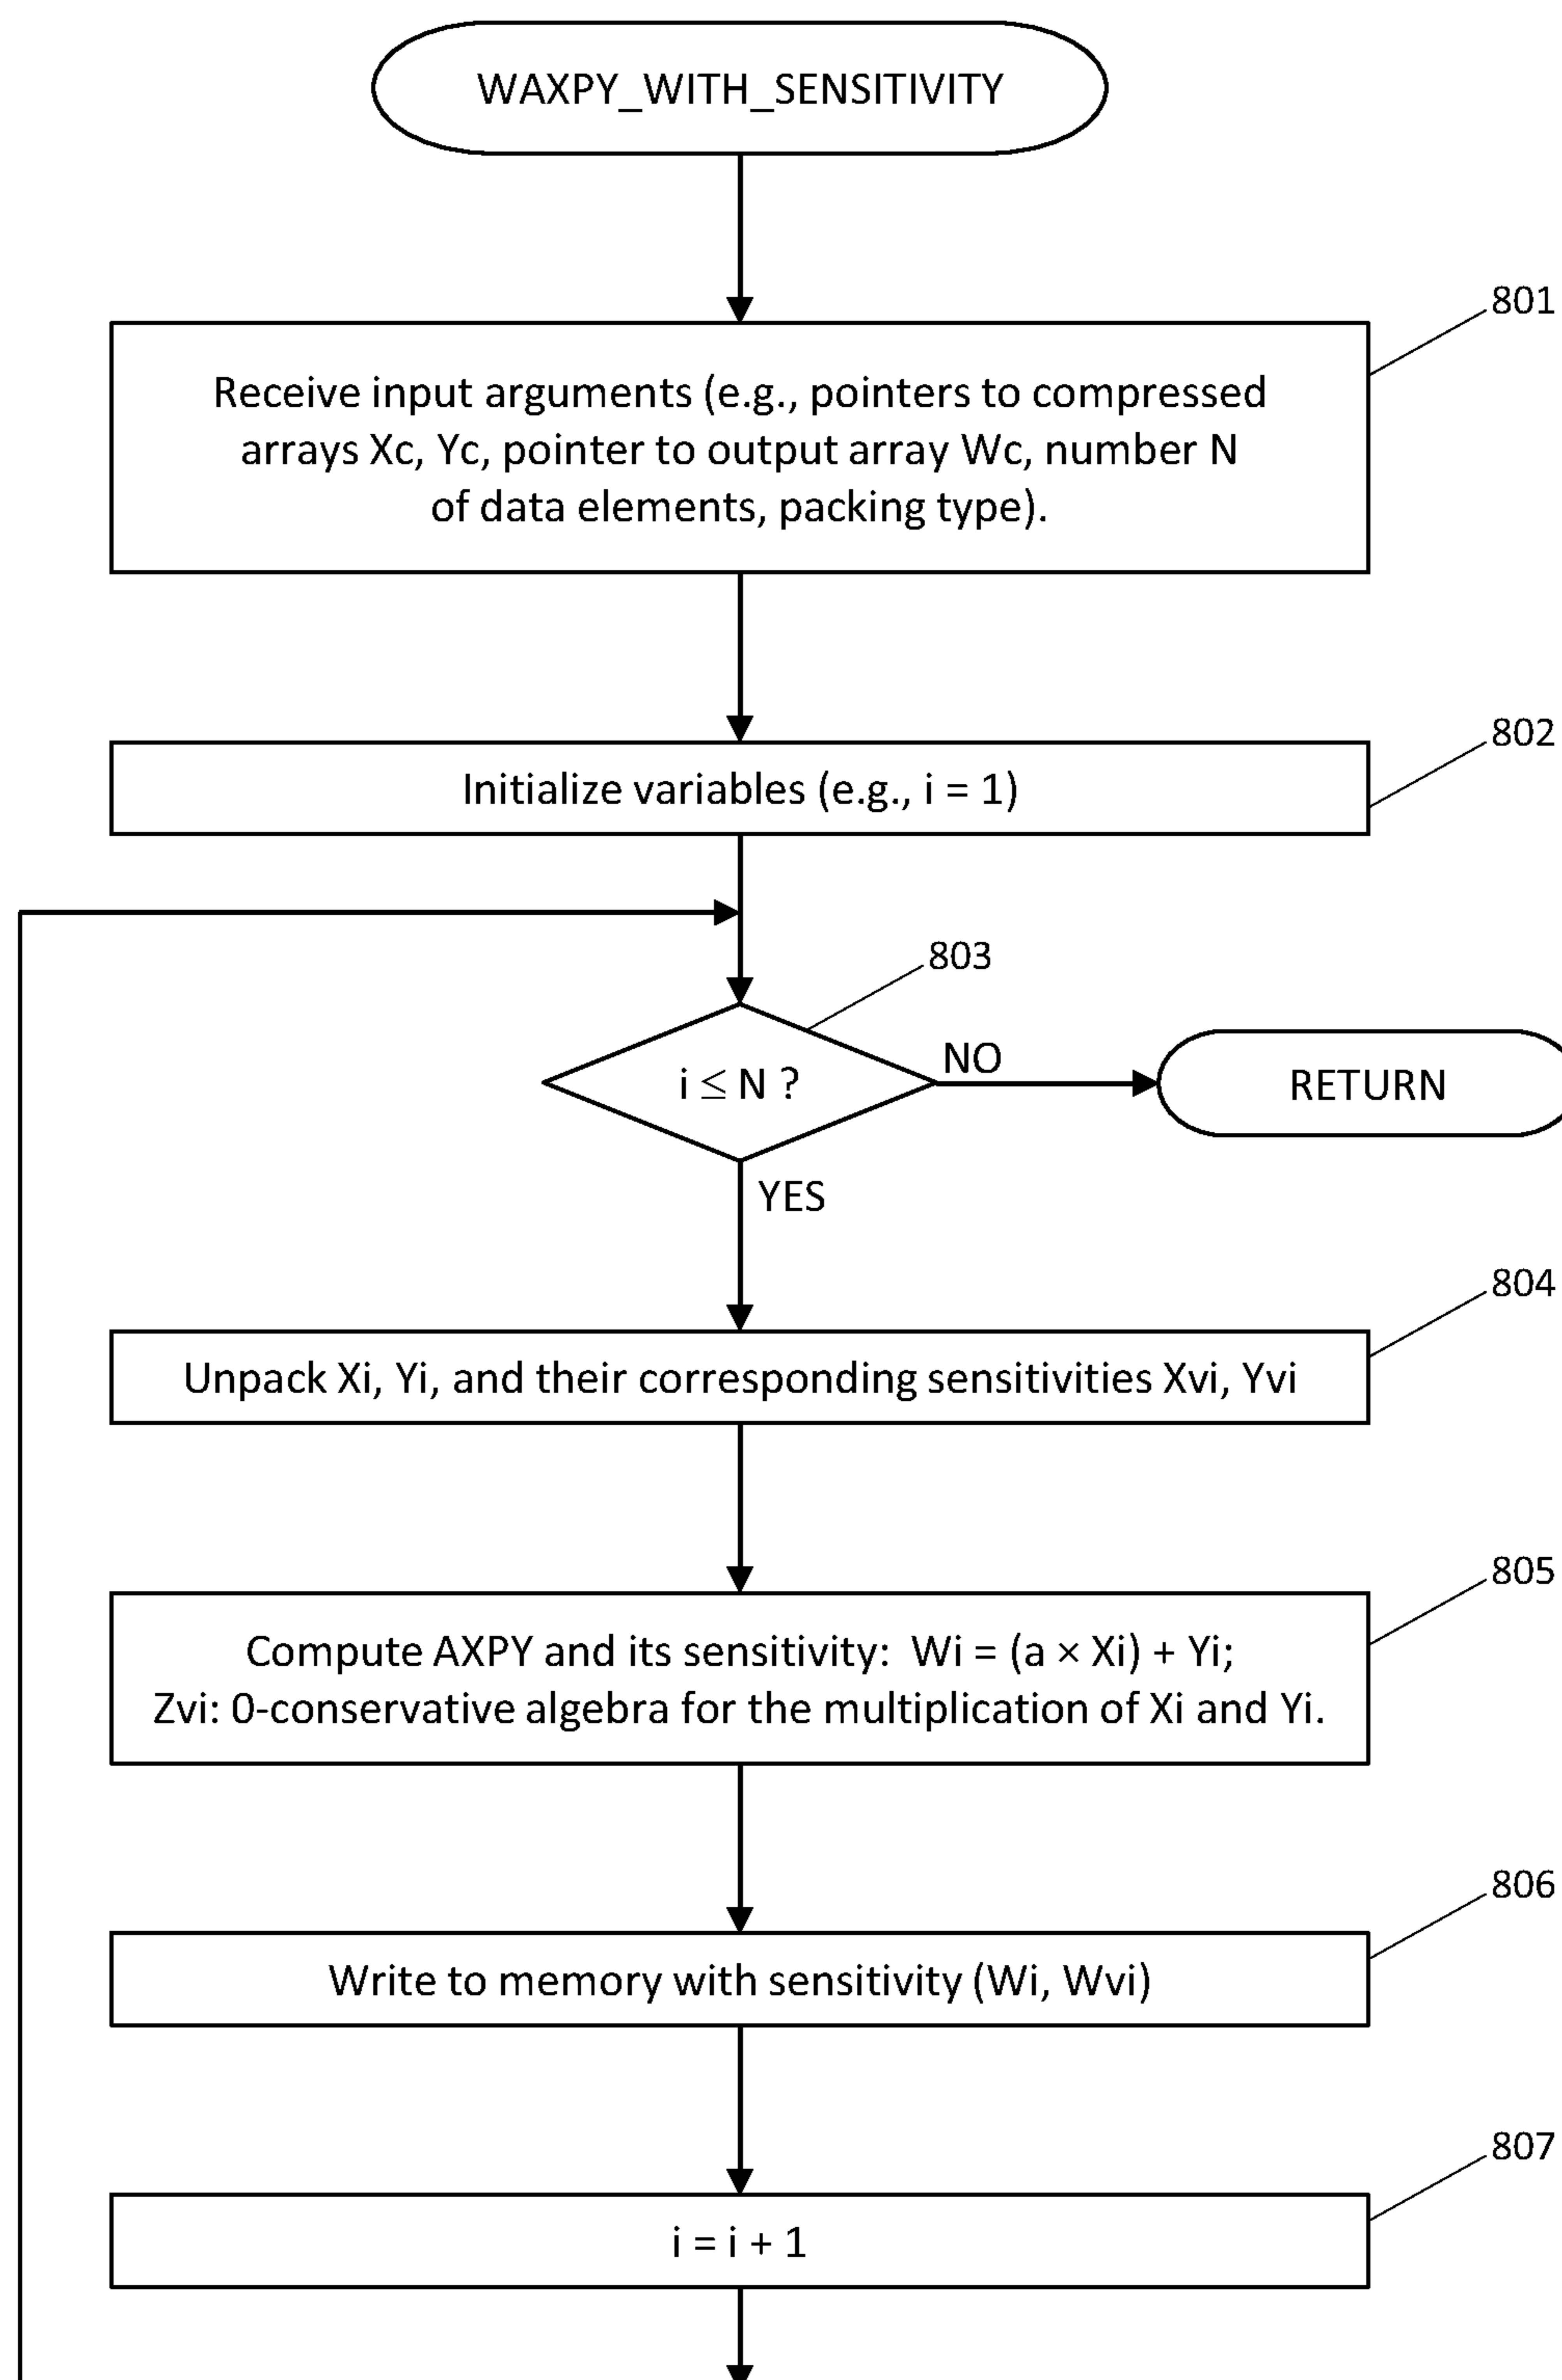 WAXPY_WITH_SENSITIVITY
801
Receive input arguments (e.g., pointers to compressed
arrays Xc, Yc, pointer to output array Wc, number N
of data elements, packing type).
802
Initialize variables (e.g., i = 1)
803
i ≤ N ?
NO
RETURN
YES
804
Unpack Xi, Yi, and their corresponding sensitivities Xvi, Yvi
805
Compute AXPY and its sensitivity: Wi = (a × Xi) + Yi;
Zvi: 0-conservative algebra for the multiplication of Xi and Yi.
806
Write to memory with sensitivity (Wi, Wvi)
807
i = i + 1